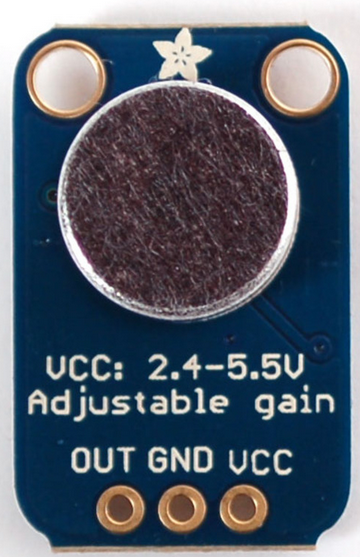 VCC: 2.4-5.5V
Adjustable gain
OUT GND VCC